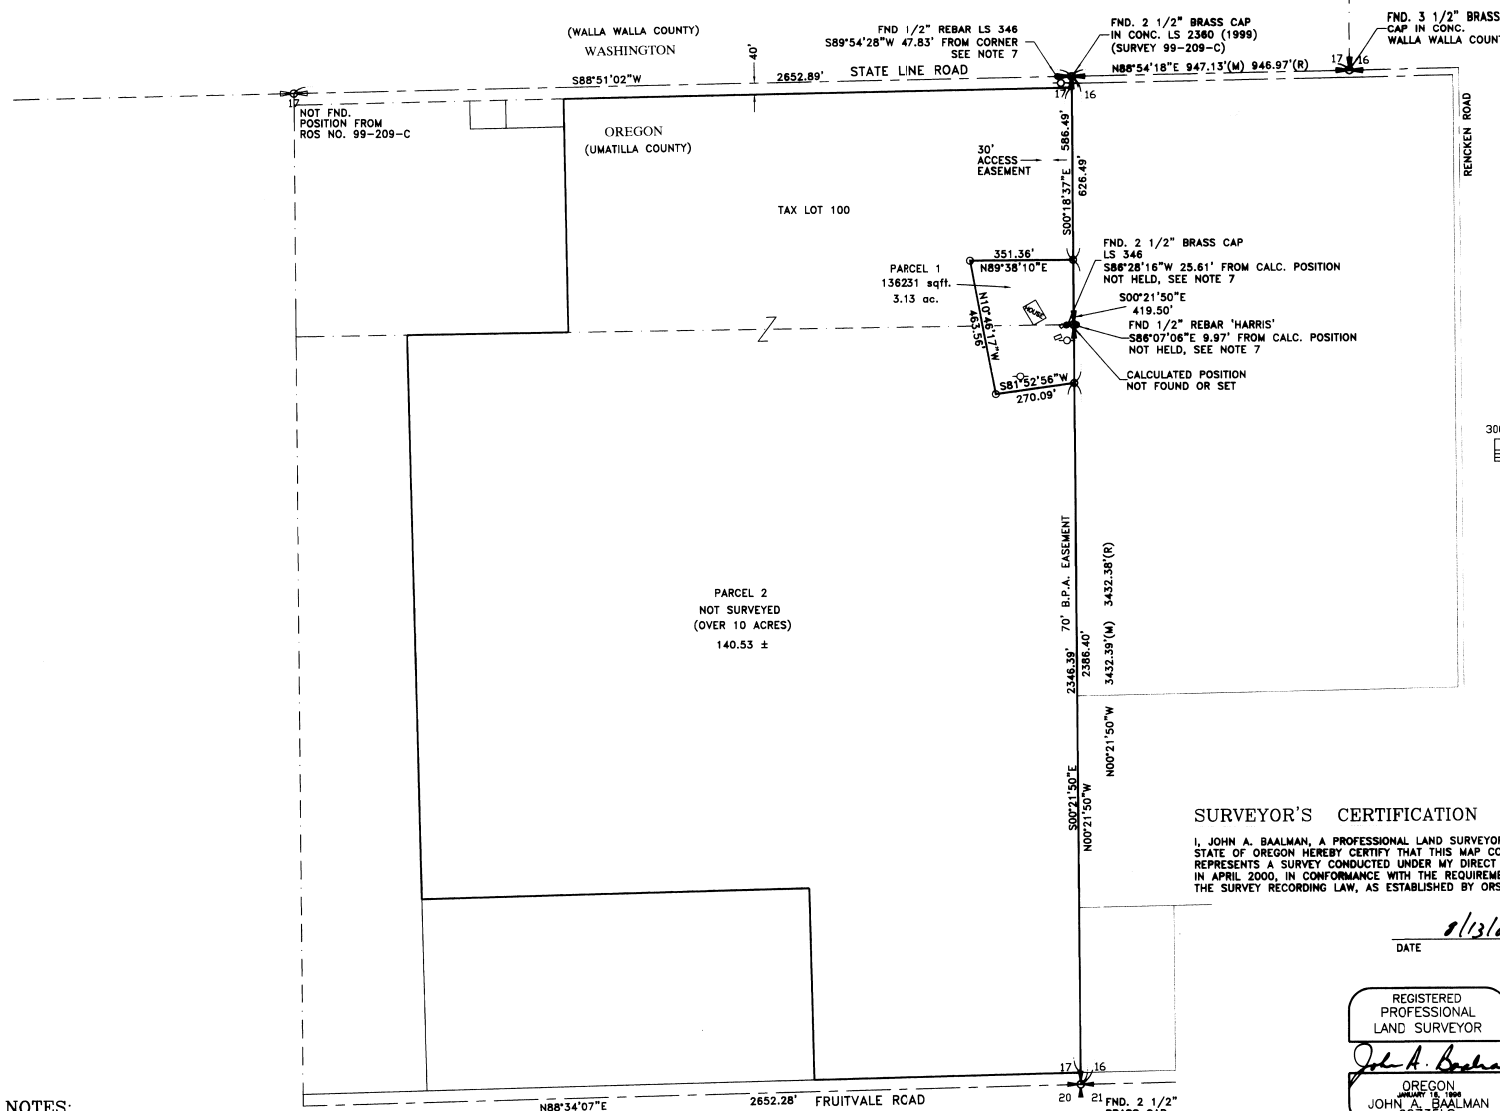 (WALLA WALLA COUNTY)
WASHINGTON
40'
S88°51'02"W
2652.89'
STATE LINE ROAD
FND 1/2" REBAR LS 346
S89°54'28"W 47.83' FROM CORNER
SEE NOTE 7
FND. 2 1/2" BRASS CAP
IN CONC. LS 2360 (1999)
(SURVEY 99-209-C)
N88°54'18"E 947.13'(M) 946.97'(R)
FND. 3 1/2" BRASS
CAP IN CONC.
WALLA WALLA COUN
17 16
17
17 16
NOT FND.
POSITION FROM
ROS NO. 99-209-C
OREGON
(UMATILLA COUNTY)
RENCKEN ROAD
30'
ACCESS
EASEMENT
586.49'
S00°18'37"E
626.49'
TAX LOT 100
351.36'
N89°38'10"E
PARCEL 1
136231 sqft.
3.13 ac.
N10°46'17"W
463.56'
HOUSE
S81°52'56"W
270.09'
FND. 2 1/2" BRASS CAP
LS 346
S86°28'16"W 25.61' FROM CALC. POSITION
NOT HELD, SEE NOTE 7
S00°21'50"E
419.50'
FND 1/2" REBAR 'HARRIS'
S86°07'06"E 9.97' FROM CALC. POSITION
NOT HELD, SEE NOTE 7
CALCULATED POSITION
NOT FOUND OR SET
PARCEL 2
NOT SURVEYED
(OVER 10 ACRES)
140.53 ±
70' B.P.A. EASEMENT
2346.39'
2386.40'
3432.39'(M) 3432.38'(R)
S00°21'50"E
N00°21'50"W
N00°21'50"W
SURVEYOR'S CERTIFICATION
I, JOHN A. BAALMAN, A PROFESSIONAL LAND SURVEYOR
STATE OF OREGON HEREBY CERTIFY THAT THIS MAP CO
REPRESENTS A SURVEY CONDUCTED UNDER MY DIRECT
IN APRIL 2000, IN CONFORMANCE WITH THE REQUIREME
THE SURVEY RECORDING LAW, AS ESTABLISHED BY ORS
DATE
REGISTERED
PROFESSIONAL
LAND SURVEYOR
John A. Baalma
OREGON
JANUARY 16, 1996
JOHN A. BAALMAN
17 16
20 21
FND. 2 1/2"
NOTES:
N88°34'07"E
2652.28'
FRUITVALE ROAD